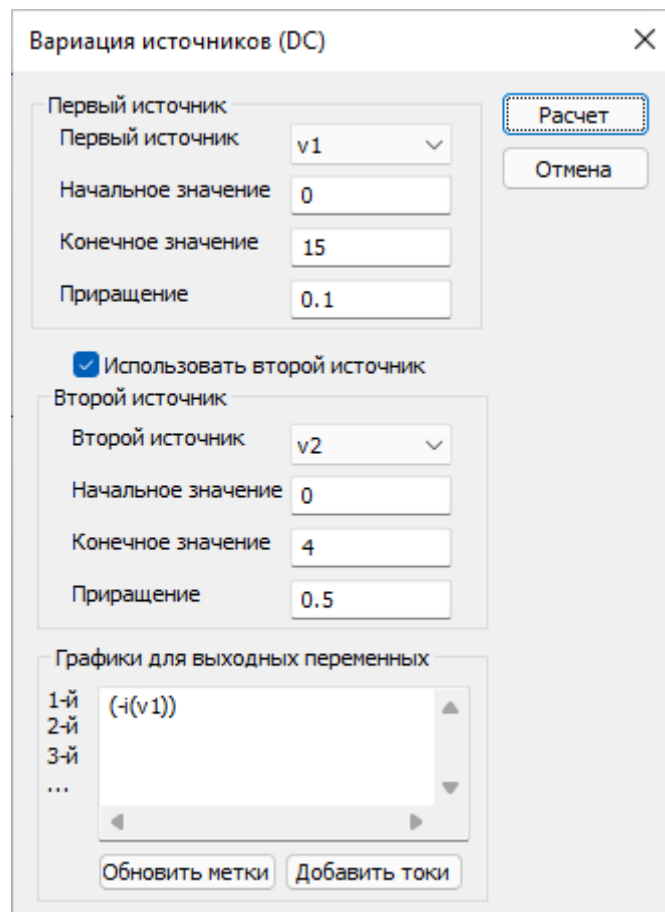 Вариация источников (DC)
Первый источник
Первый источник v1
Начальное значение 0
Конечное значение 15
Приращение 0.1
Расчет
Отмена
Использовать второй источник
Второй источник
Второй источник v2
Начальное значение 0
Конечное значение 4
Приращение 0.5
Графики для выходных переменных
1-й (-i(v1))
2-й
3-й
...
Обновить метки Добавить токи